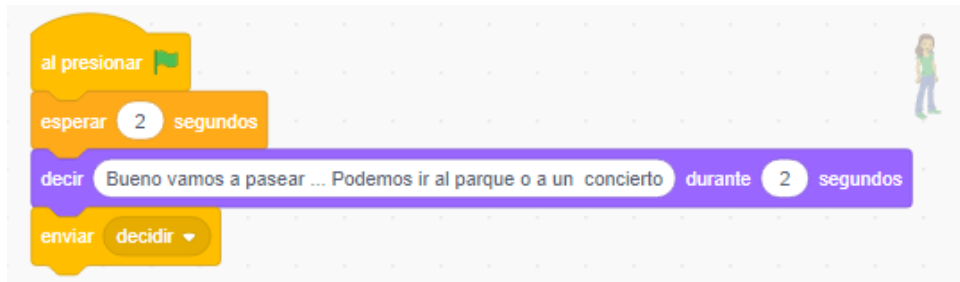 al presionar
esperar 2 segundos
decir Bueno vamos a pasear ... Podemos ir al parque o a un concierto durante 2 segundos
enviar decidir